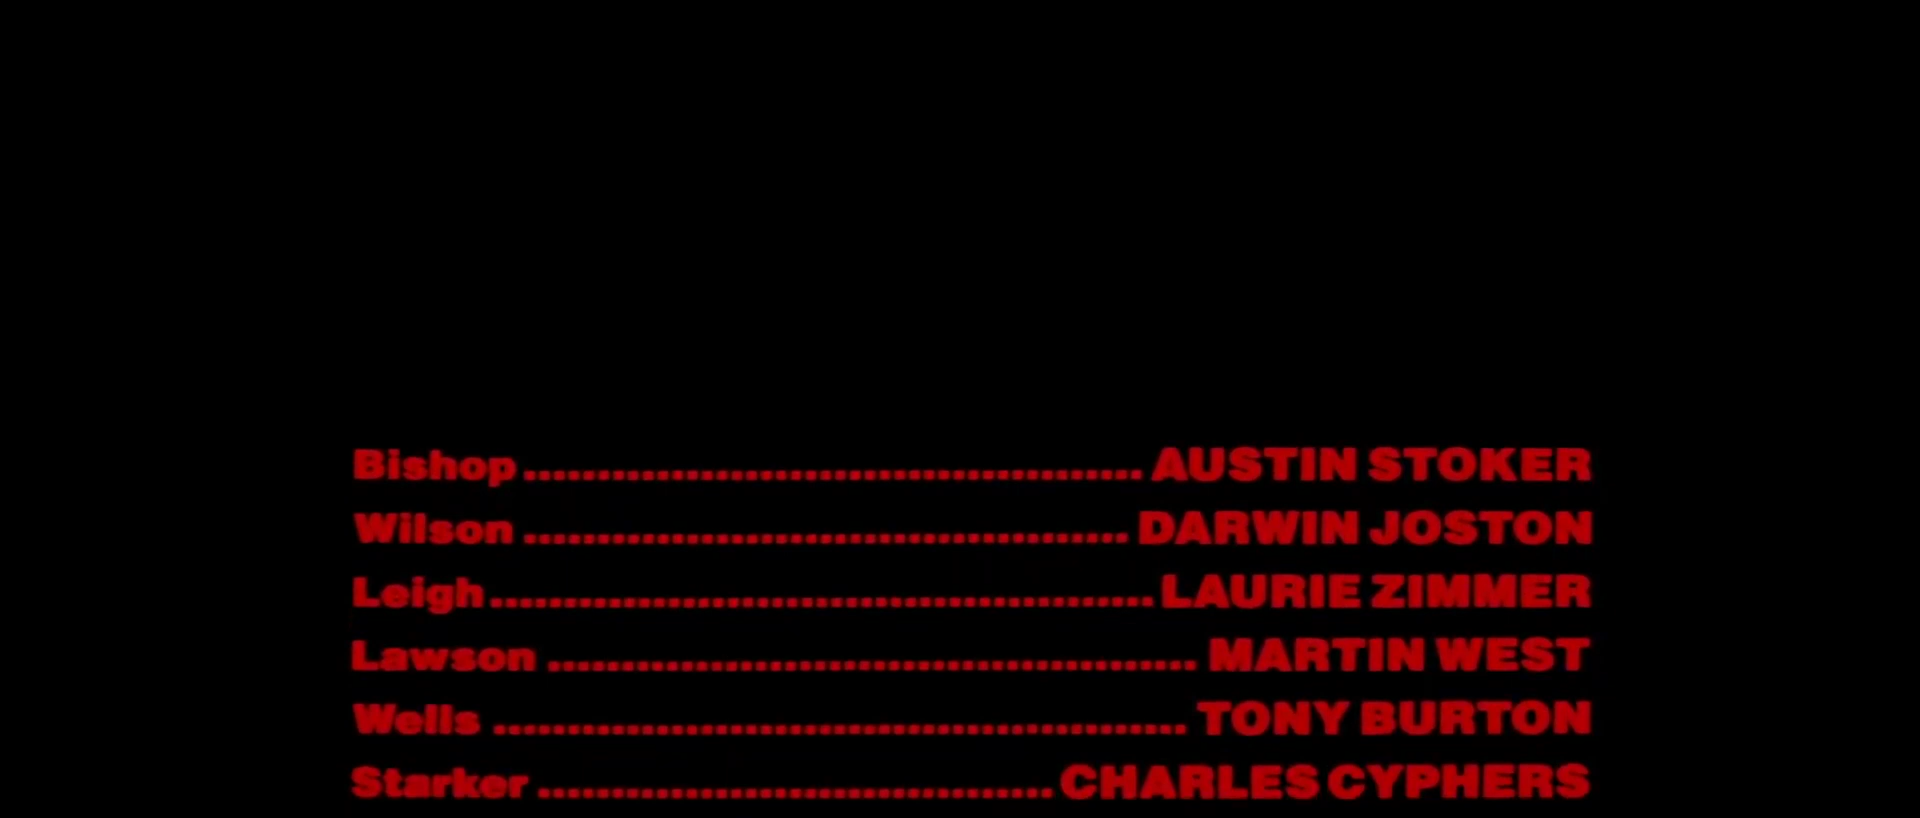 Bishop.......................................... AUSTIN STOKER
Wilson ......................................... DARWIN JOSTON
Leigh............................................. LAURIE ZIMMER
Lawson ............................................ MARTIN WEST
Wells ............................................... TONY BURTON
Starker ................................... CHARLES CYPHERS